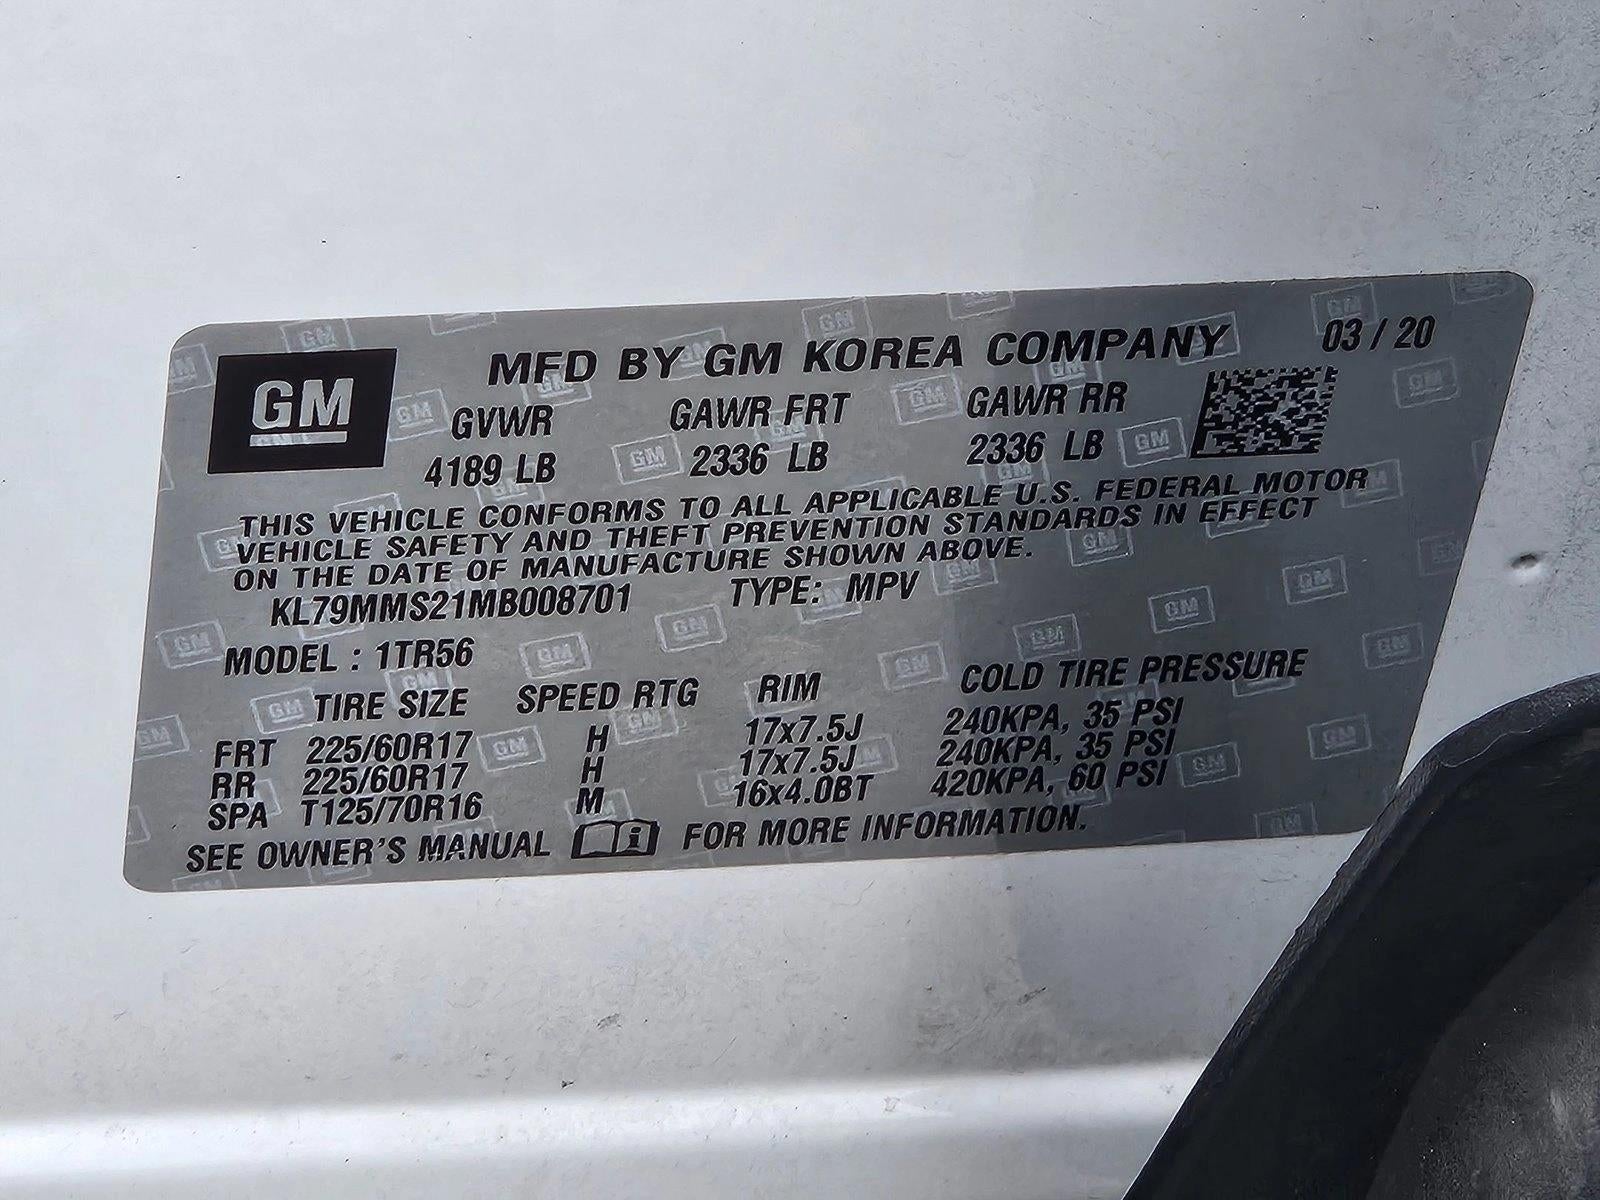 GM
MFD BY GM KOREA COMPANY 03 / 20
GVWR GAWR FRT GAWR RR
4189 LB 2336 LB 2336 LB
THIS VEHICLE CONFORMS TO ALL APPLICABLE U.S. FEDERAL MOTOR
VEHICLE SAFETY AND THEFT PREVENTION STANDARDS IN EFFECT
ON THE DATE OF MANUFACTURE SHOWN ABOVE.
KL79MMS21MB008701 TYPE: MPV
MODEL : 1TR56
TIRE SIZE SPEED RTG RIM COLD TIRE PRESSURE
FRT 225/60R17 H 17x7.5J 240KPA, 35 PSI
RR 225/60R17 H 17x7.5J 240KPA, 35 PSI
SPA T125/70R16 M 16x4.0BT 420KPA, 60 PSI
SEE OWNER'S MANUAL i FOR MORE INFORMATION.